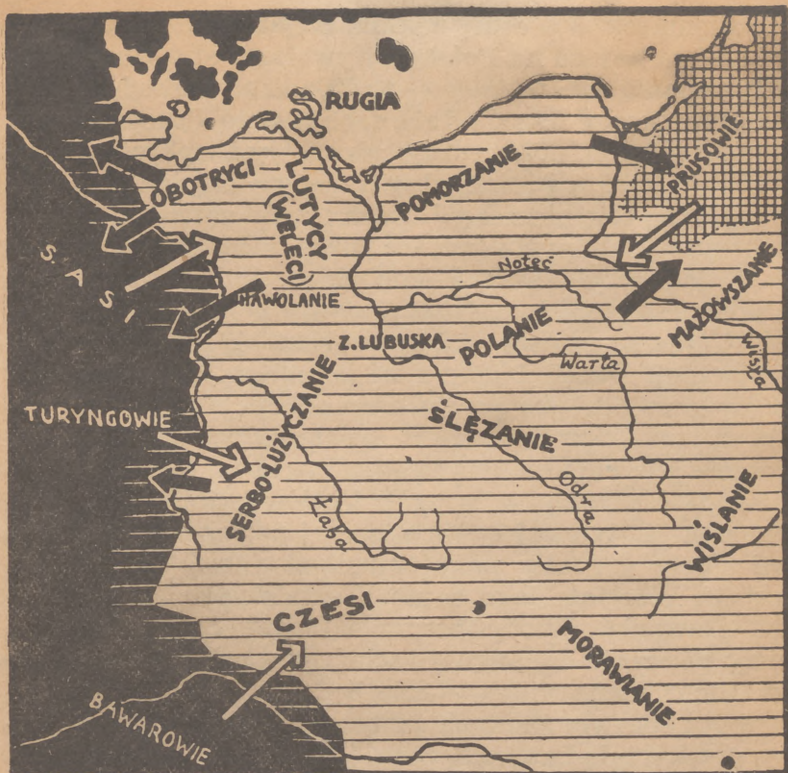 RUGIA
PRUSOWIE
OBOTRYCI
LUTYCY
(WELECI)
POMORZANIE
SASI
Noteć
MAZOWSZANIE
HAWOLANIE
Z. LUBUSKA
POLANIE
Warta
Wisła
TURYNGOWIE
SERBO-ŁUŻYCZANIE
ŚLĘZANIE
Łaba
Odra
WIŚLANIE
CZESI
MORAWIANIE
BAWAROWIE